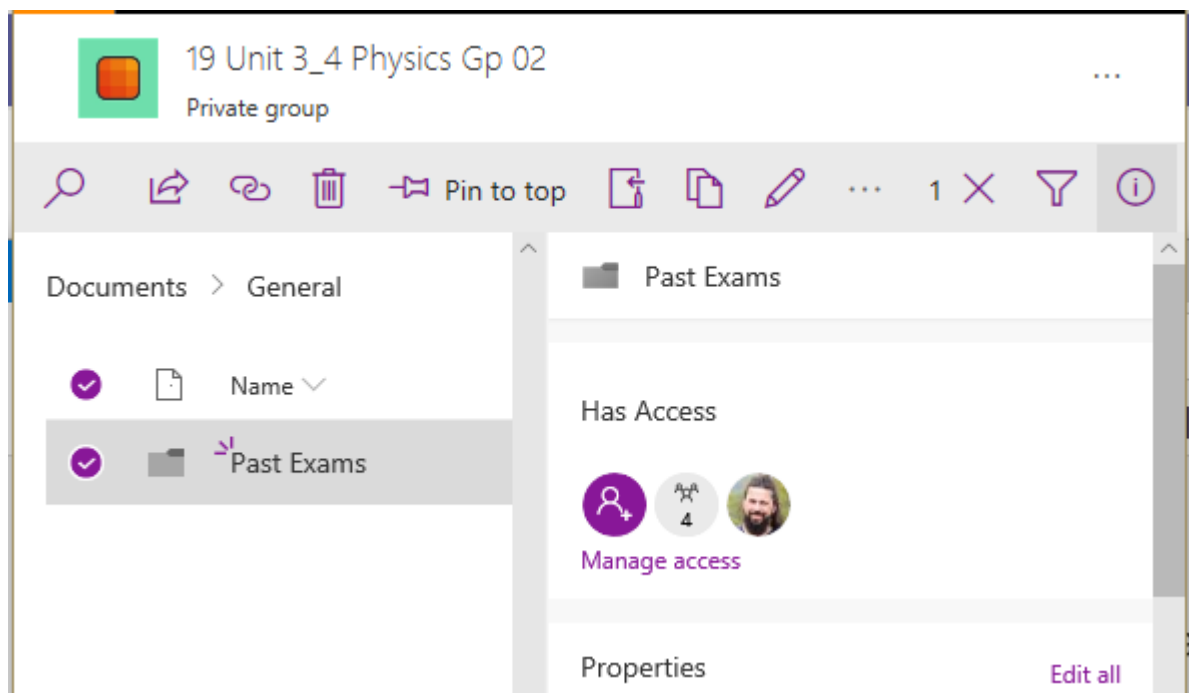 19 Unit 3_4 Physics Gp 02
Private group
Pin to top
1
Documents > General
Name
Past Exams
Past Exams
Has Access
4
Manage access
Properties
Edit all